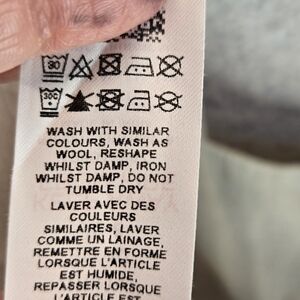 30
30C
WASH WITH SIMILAR
COLOURS, WASH AS
WOOL, RESHAPE
WHILST DAMP, IRON
WHILST DAMP, DO NOT
TUMBLE DRY
LAVER AVEC DES
COULEURS
SIMILAIRES, LAVER
COMME UN LAINAGE,
REMETTRE EN FORME
LORSQUE L'ARTICLE
EST HUMIDE,
REPASSER LORSQUE
L'ARTICLE EST